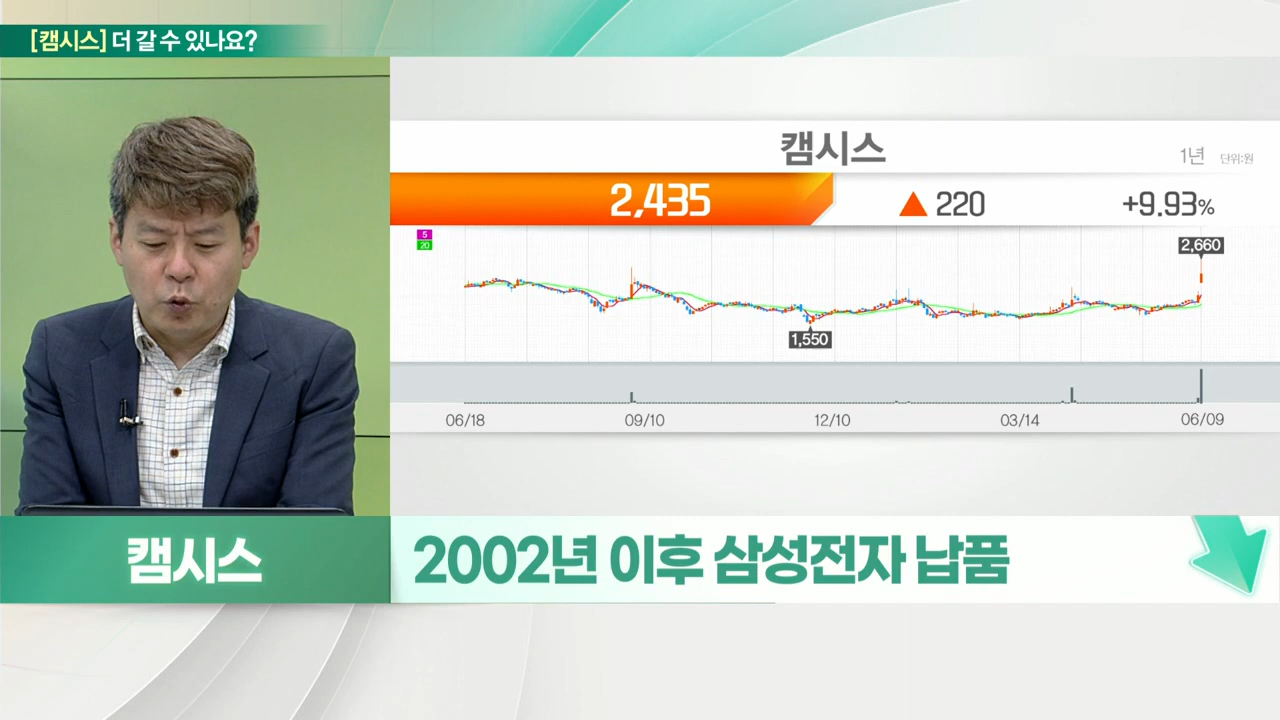 [캠시스] 더 갈 수 있나요?
캠시스
1년 단위:원
2,435 ▲ 220 +9.93%
5
20
2,660
1,550
06/18 09/10 12/10 03/14 06/09
캠시스 2002년 이후 삼성전자 납품